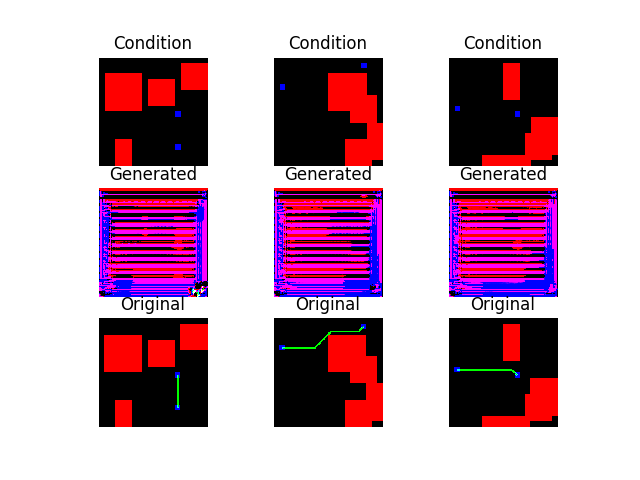 Condition Condition Condition
Generated Generated Generated
Original Original Original